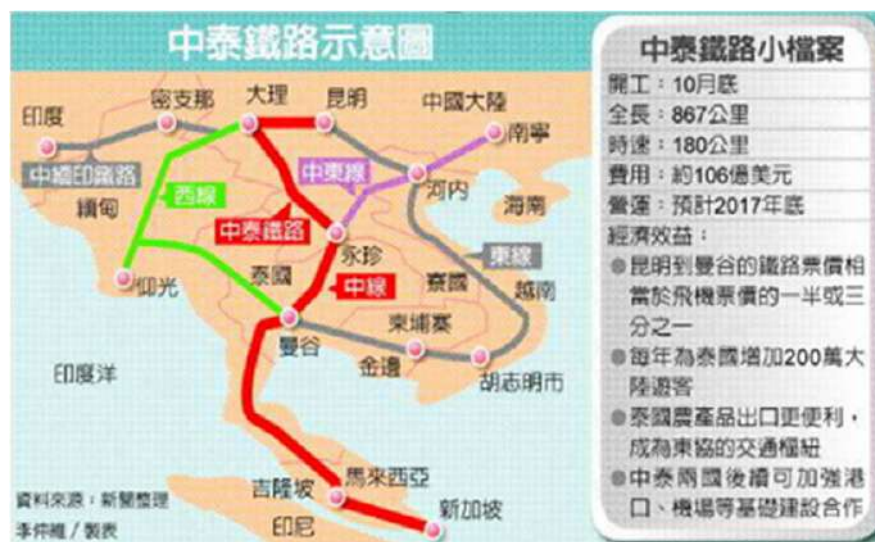 中泰鐵路示意圖
印度
密支那
大理
昆明
中國大陸
南寧
中緬印鐵路
西線
中東線
河內
緬甸
海南
中泰鐵路
永珍
東線
仰光
泰國
中線
寮國
越南
曼谷
柬埔寨
金邊
胡志明市
印度洋
馬來西亞
吉隆坡
新加坡
印尼
資料來源:新聞整理
李仲維/製表
中泰鐵路小檔案
開工:10月底
全長:867公里
時速:180公里
費用:約106億美元
營運:預計2017年底
經濟效益:
●昆明到曼谷的鐵路票價相
當於飛機票價的一半或三
分之一
●每年為泰國增加200萬大
陸遊客
●泰國農產品出口更便利,
成為東協的交通樞紐
●中泰兩國後續可加強港
口、機場等基礎建設合作